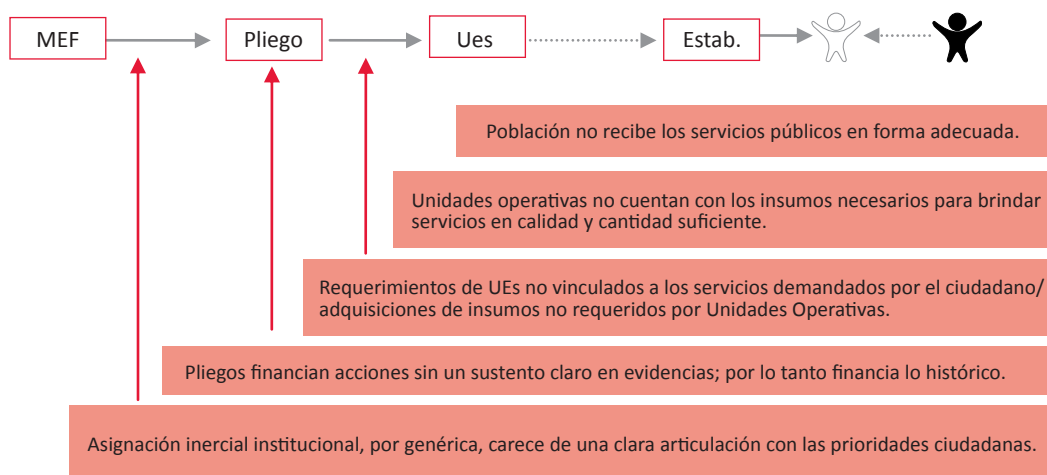 MEF
Pliego
Ues
Estab.
Población no recibe los servicios públicos en forma adecuada.
Unidades operativas no cuentan con los insumos necesarios para brindar
servicios en calidad y cantidad suficiente.
Requerimientos de UEs no vinculados a los servicios demandados por el ciudadano/
adquisiciones de insumos no requeridos por Unidades Operativas.
Pliegos financian acciones sin un sustento claro en evidencias; por lo tanto financia lo histórico.
Asignación inercial institucional, por genérica, carece de una clara articulación con las prioridades ciudadanas.